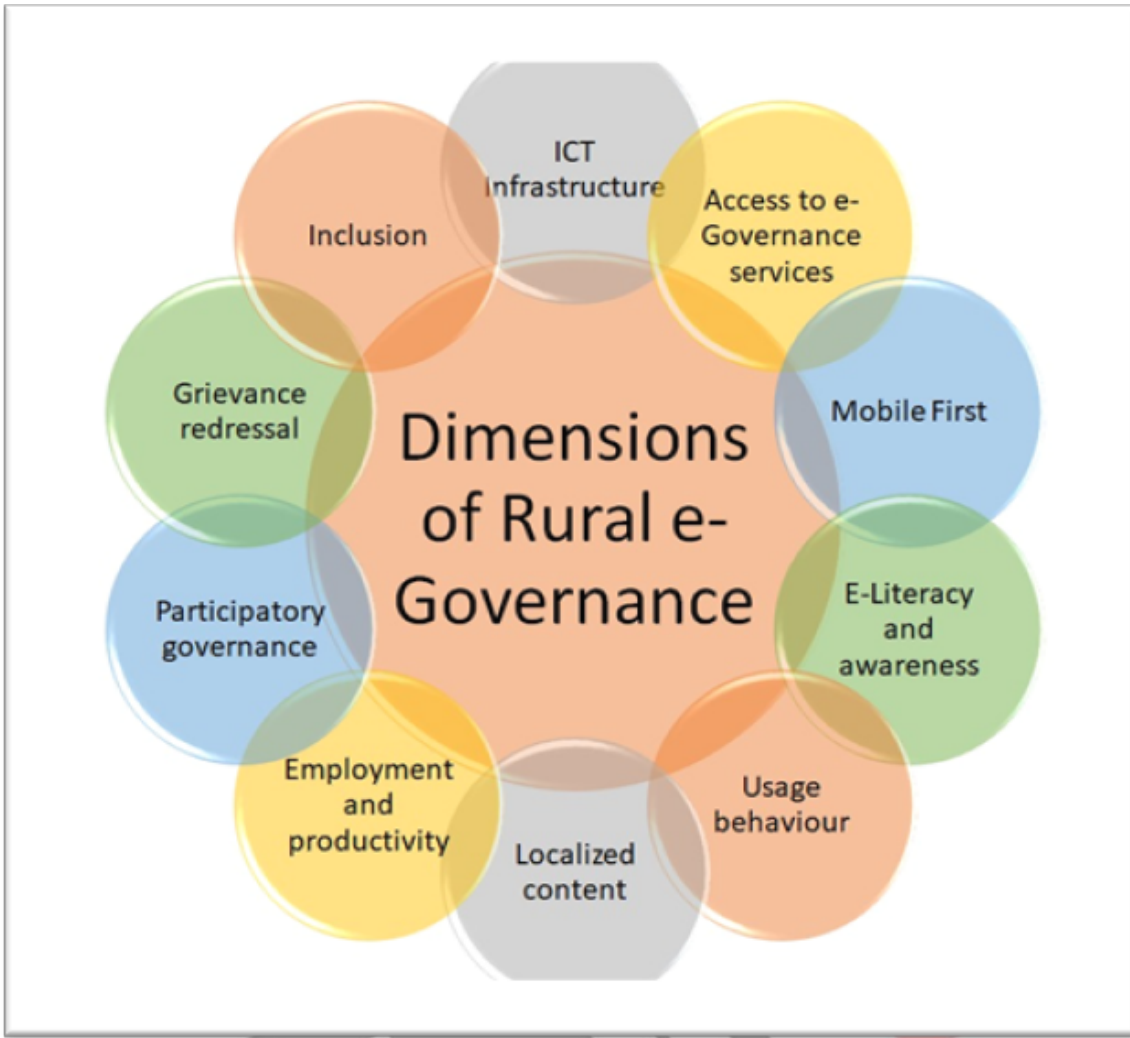 ICT
Infrastructure
Access to e-
Governance
services
Mobile First
E-Literacy
and
awareness
Usage
behaviour
Localized
content
Employment
and
productivity
Participatory
governance
Grievance
redressal
Inclusion
Dimensions
of Rural e-
Governance